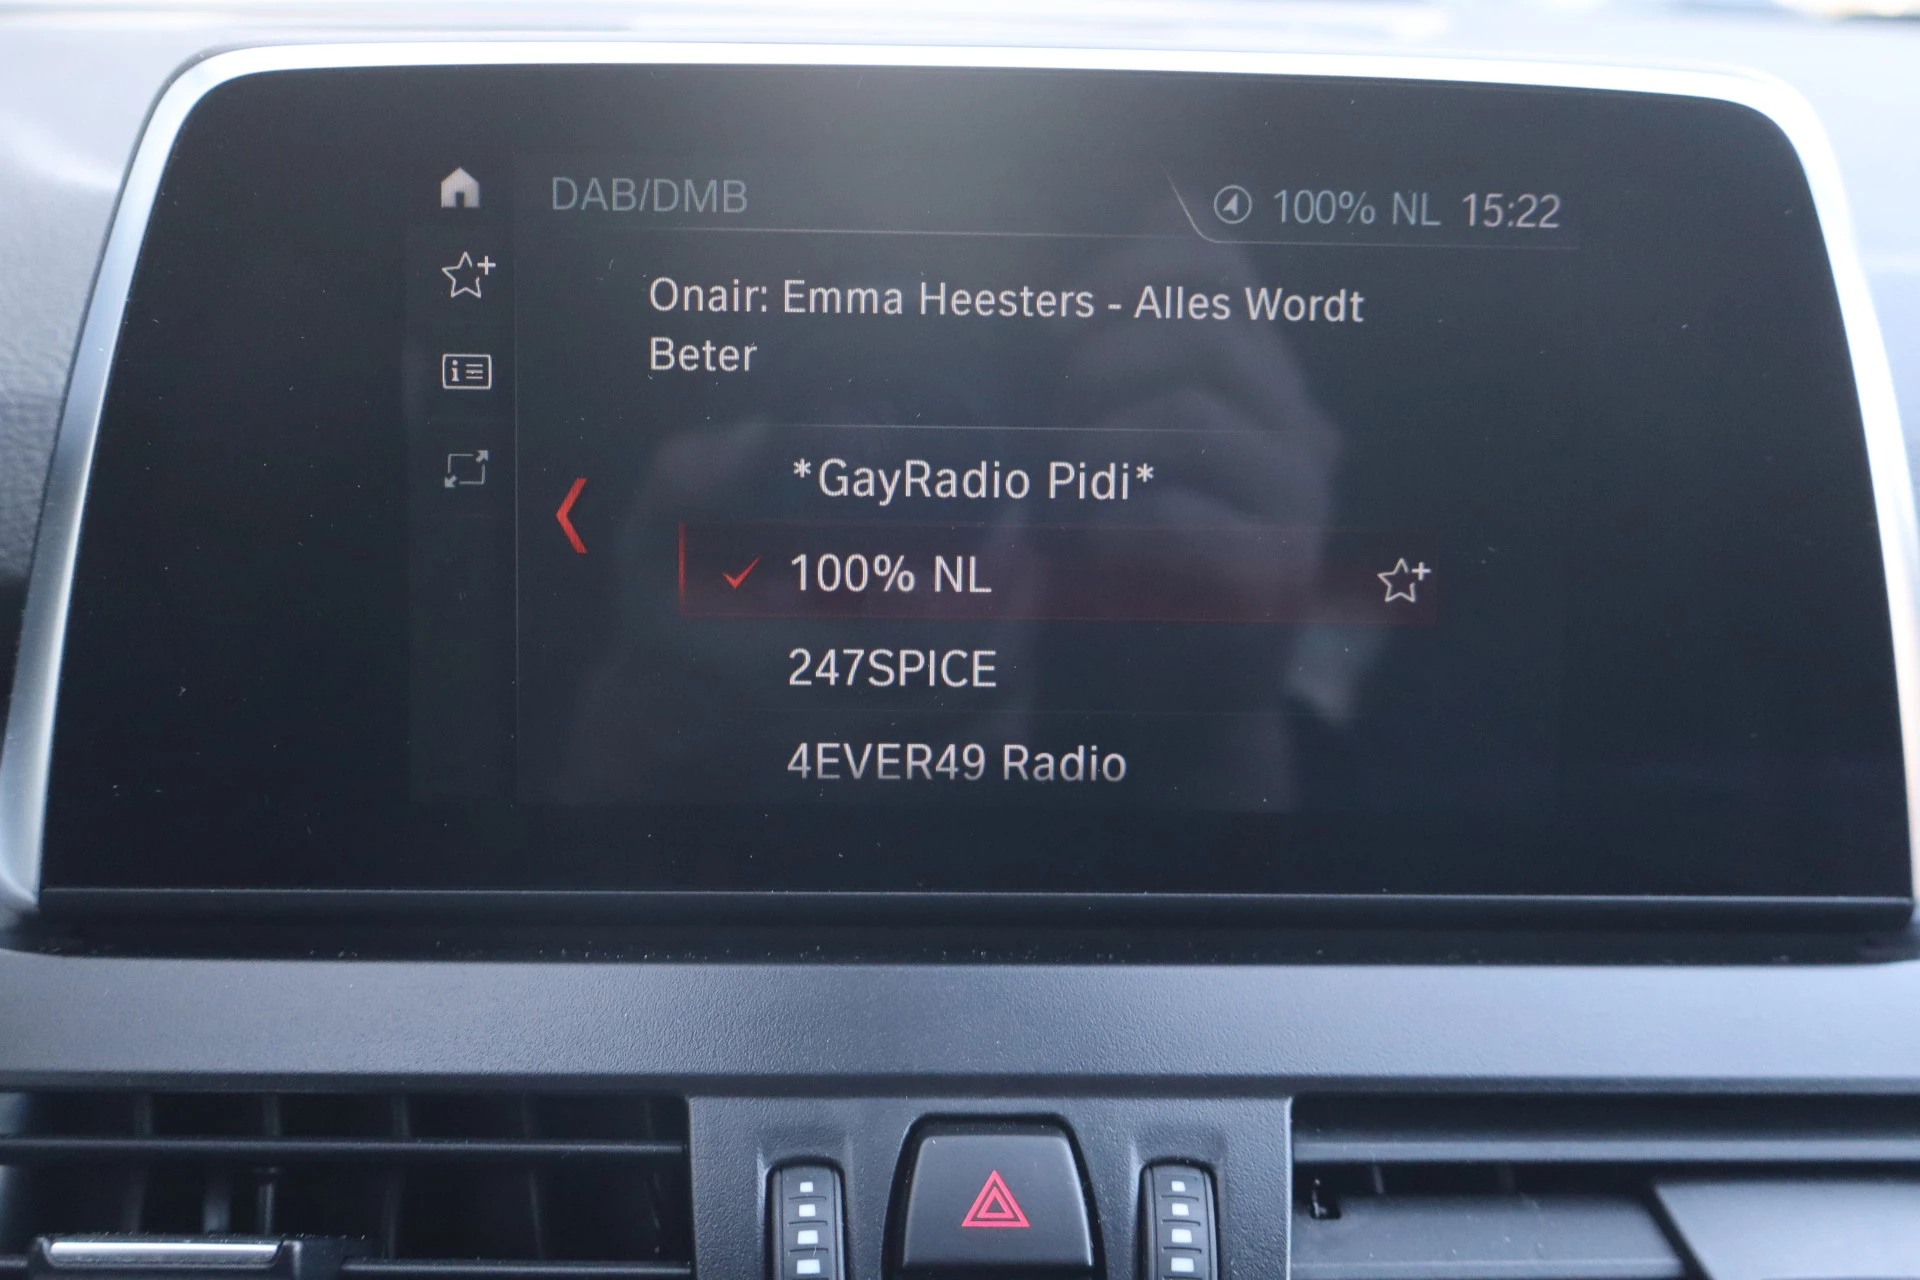 DAB/DMB
100% NL 15:22
Onair: Emma Heesters - Alles Wordt
Beter
*GayRadio Pidi*
100% NL
247SPICE
4EVER49 Radio